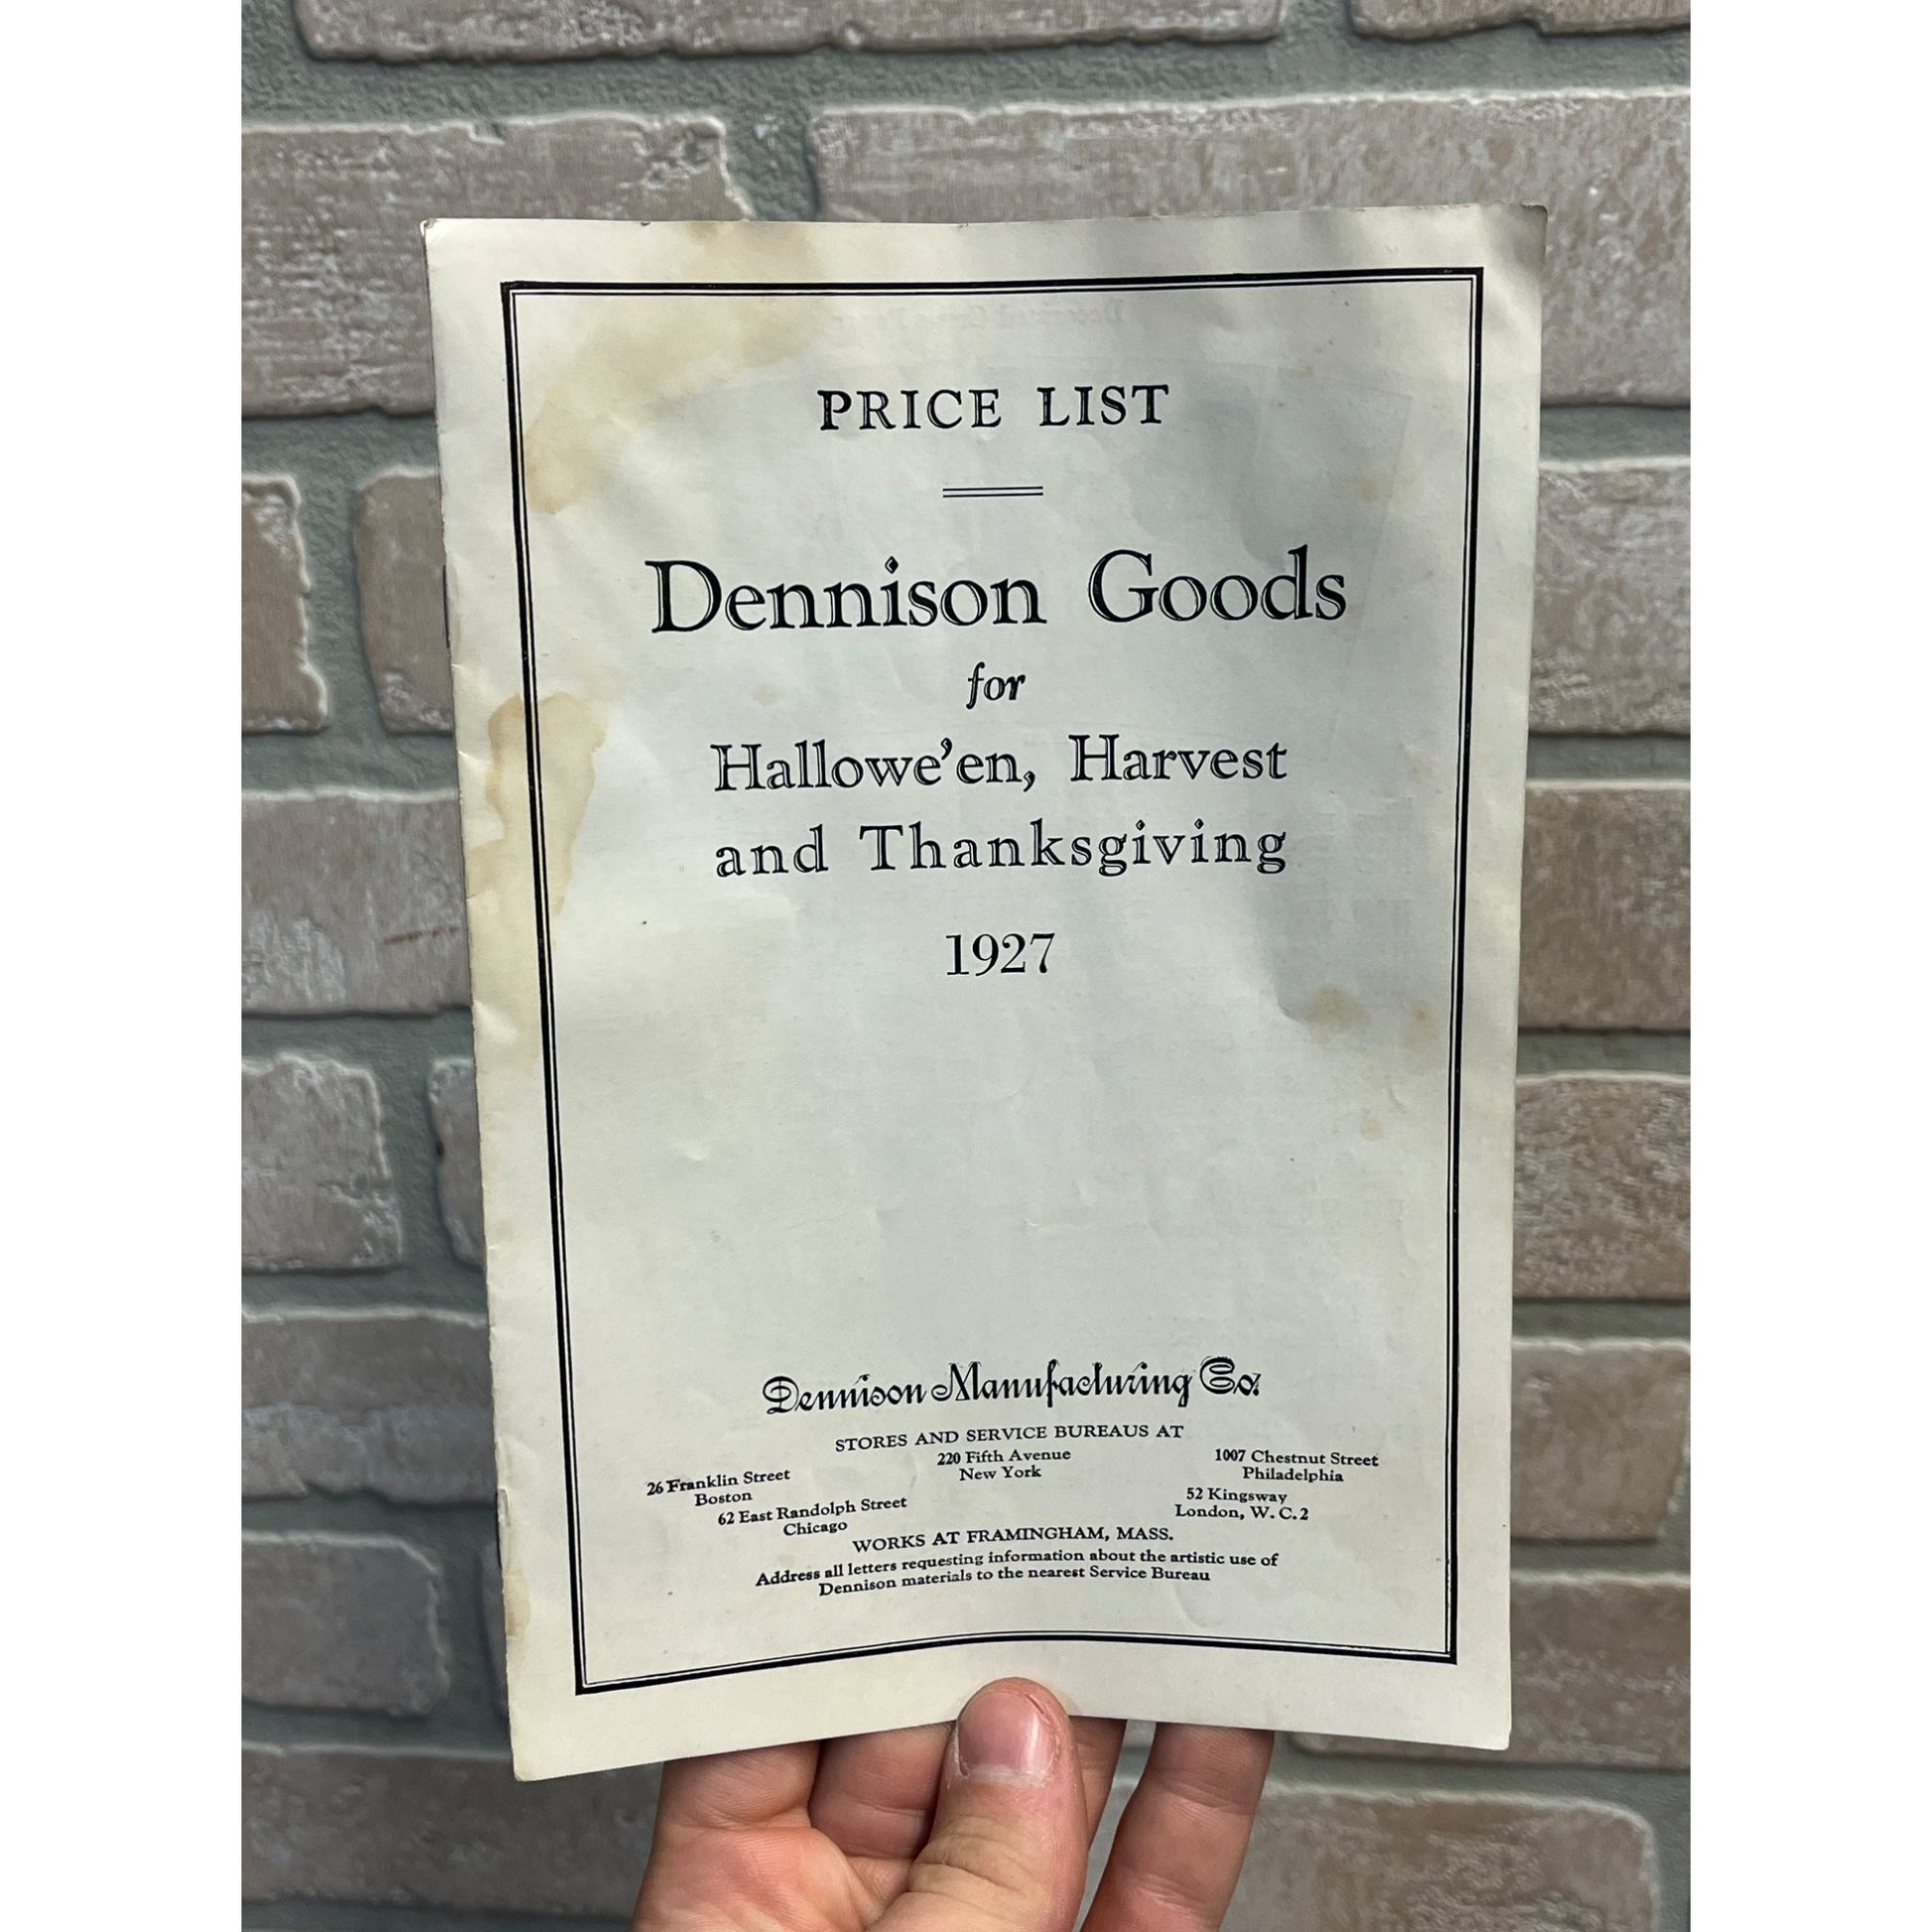 PRICE LIST
Dennison Goods
for
Hallowe'en, Harvest
and Thanksgiving
1927
Dennison Manufacturing Co.
STORES AND SERVICE BUREAUS AT
26 Franklin Street
Boston
220 Fifth Avenue
New York
1007 Chestnut Street
Philadelphia
62 East Randolph Street
Chicago
52 Kingsway
London, W. C. 2
WORKS AT FRAMINGHAM, MASS.
Address all letters requesting information about the artistic use of
Dennison materials to the nearest Service Bureau